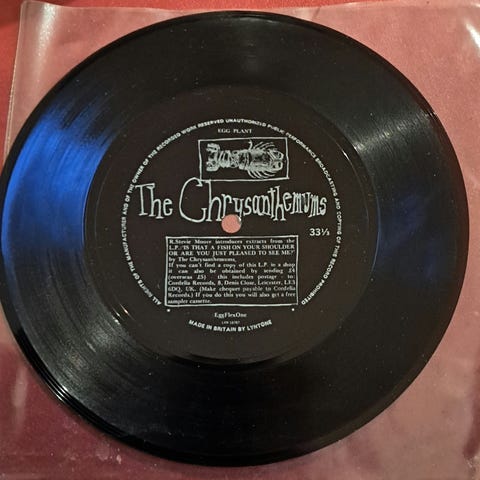 ALL RIGHTS OF THE MANUFACTURER AND OF THE OWNER OF THE RECORDED WORK RESERVED UNAUTHORIZED PUBLIC PERFORMANCE BROADCASTING AND COPYING OF THIS RECORD PROHIBITED
EGG PLANT
The Chrysanthemums
33⅓
R.Stevie Moore introduces extracts from the
L.P."IS THAT A FISH ON YOUR SHOULDER
OR ARE YOU JUST PLEASED TO SEE ME?"
by The Chrysanthemums.
If you can't find a copy of this L.P. in a shop
it can also be obtained by sending £4
(overseas £5) this includes postage to
Cordelia Records, 8, Denis Close, Leicester, LE3
6DQ, UK. (Make cheques payable to Cordelia
Records.) If you do this you will also get a free
sampler cassette.
EggFlexOne
MADE IN BRITAIN BY LYNTONE